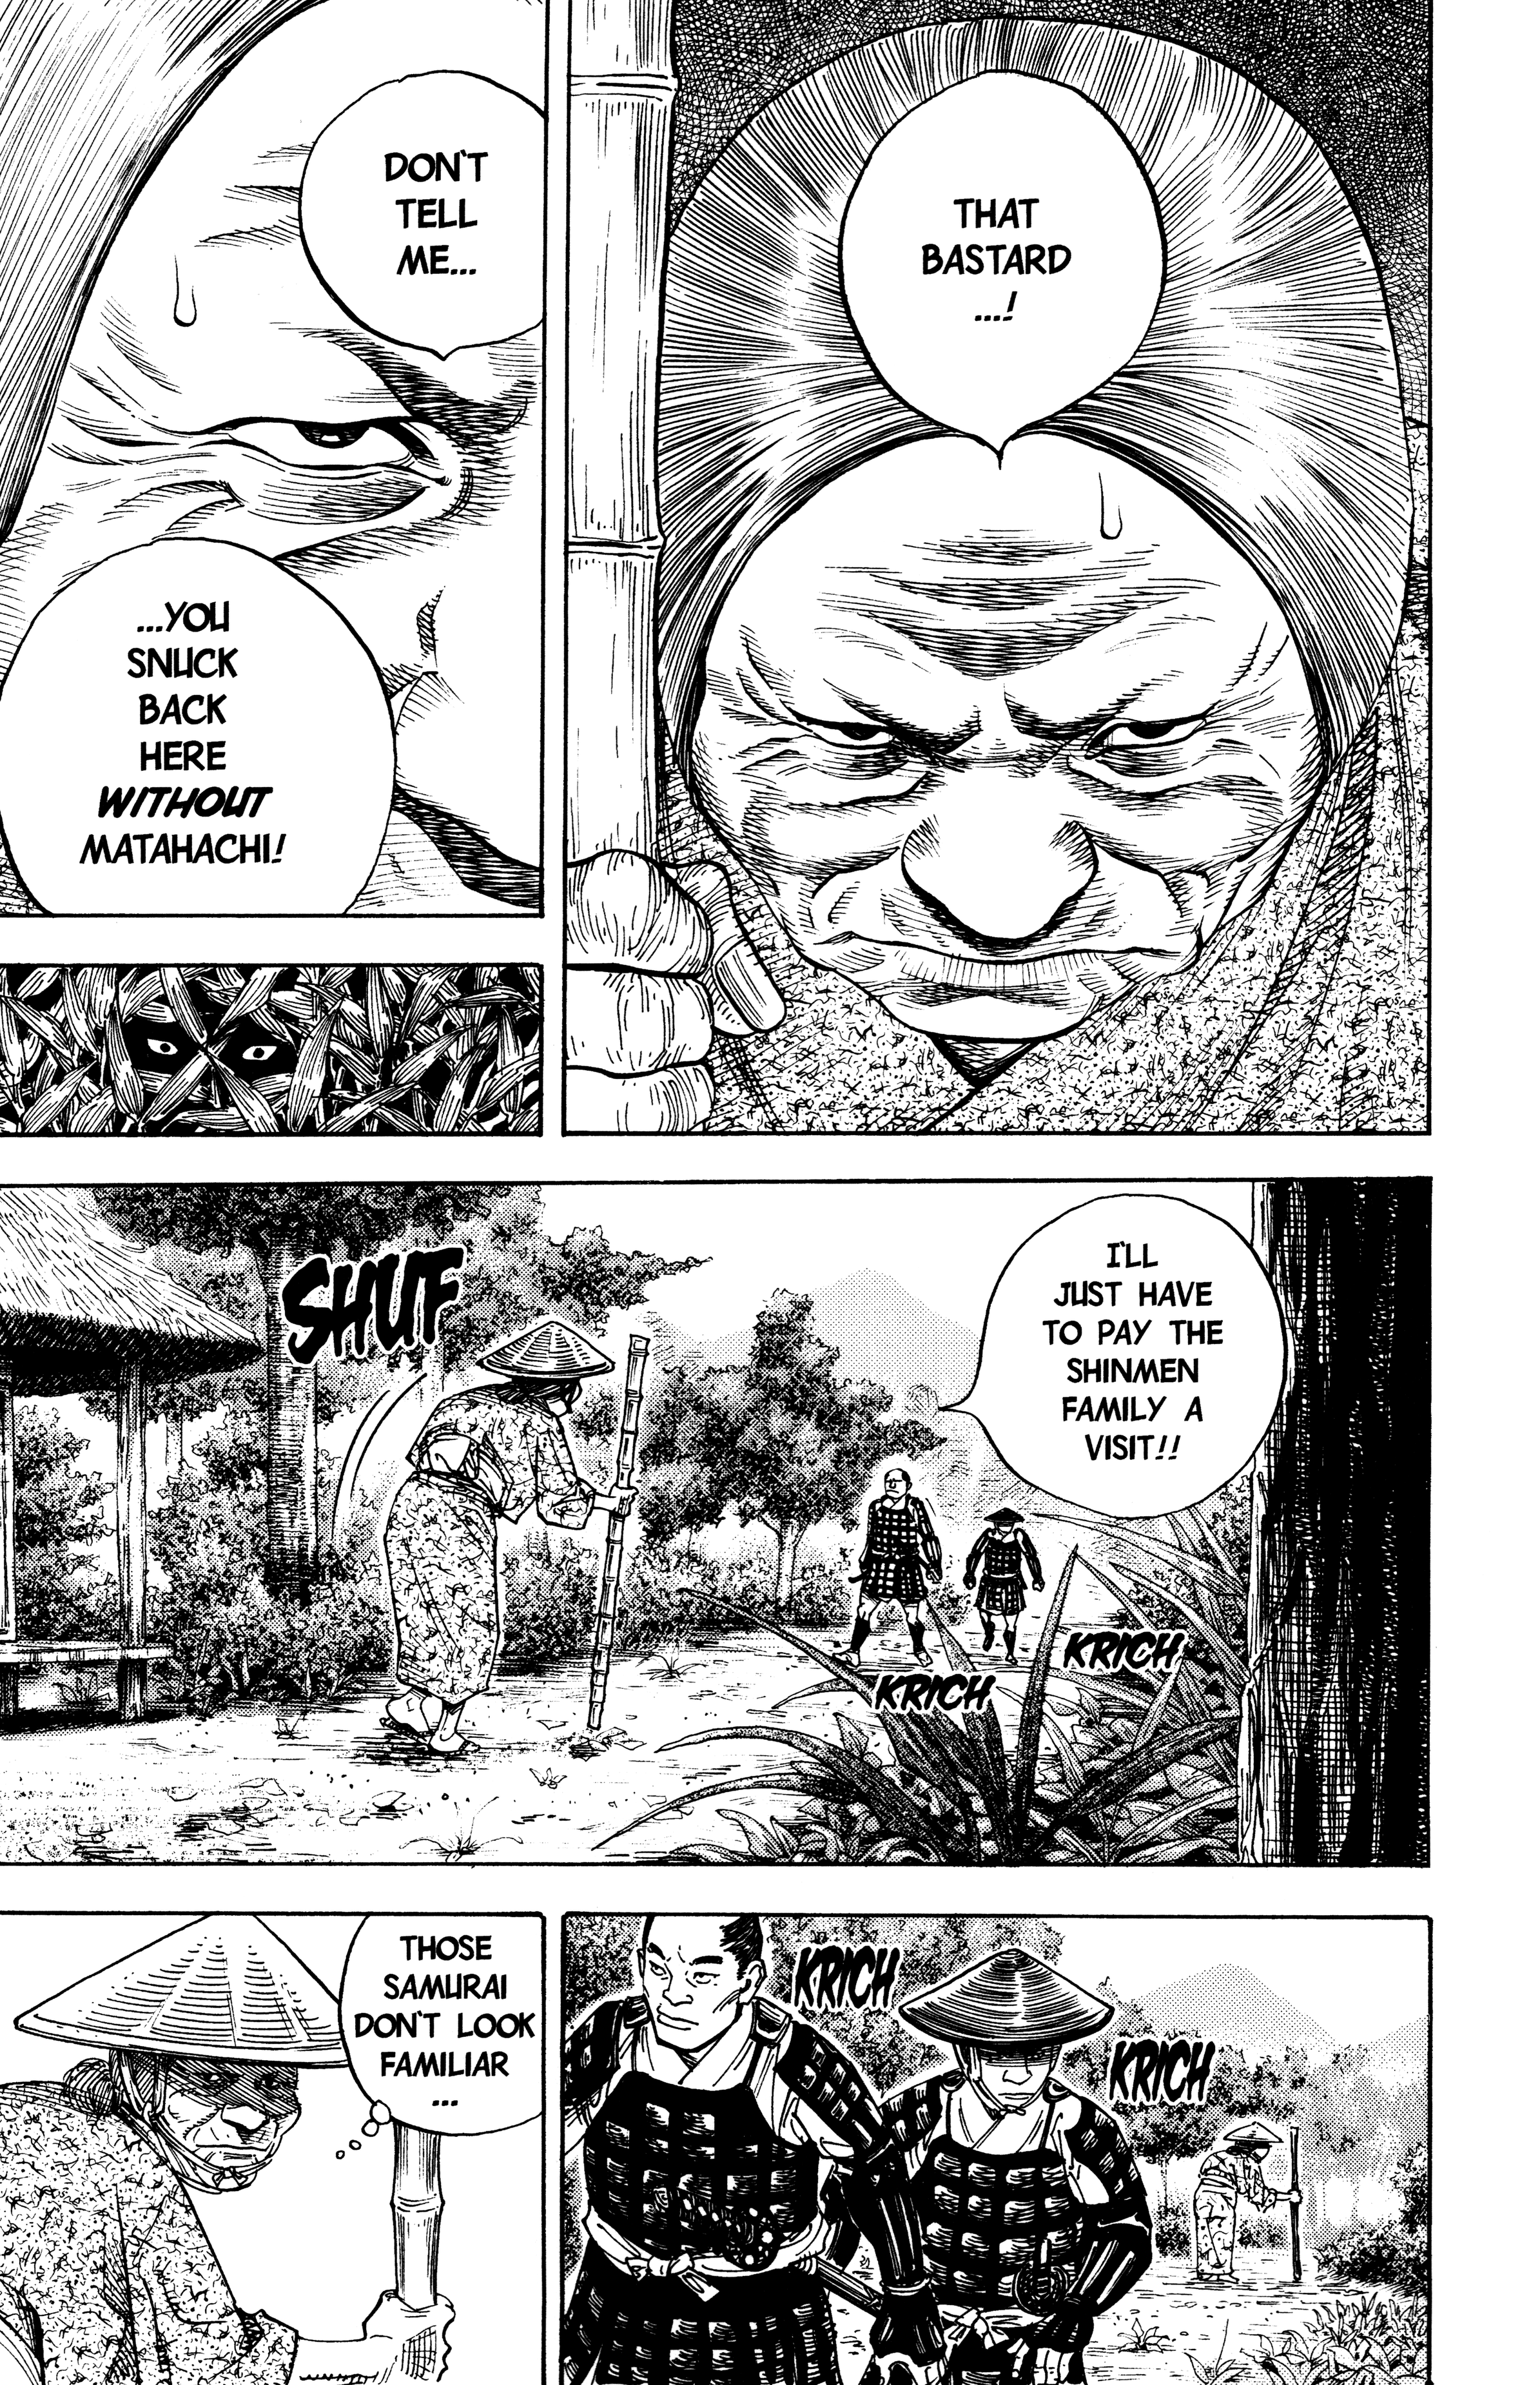 THAT
BASTARD
...!
DON'T
TELL
ME...
...YOU
SNUCK
BACK
HERE
WITHOUT
MATAHACHI!
I'LL
JUST HAVE
TO PAY THE
SHINMEN
FAMILY A
VISIT!!
SHUF
KRICH
KRICH
KRICH
KRICH
THOSE
SAMURAI
DON'T LOOK
FAMILIAR
...